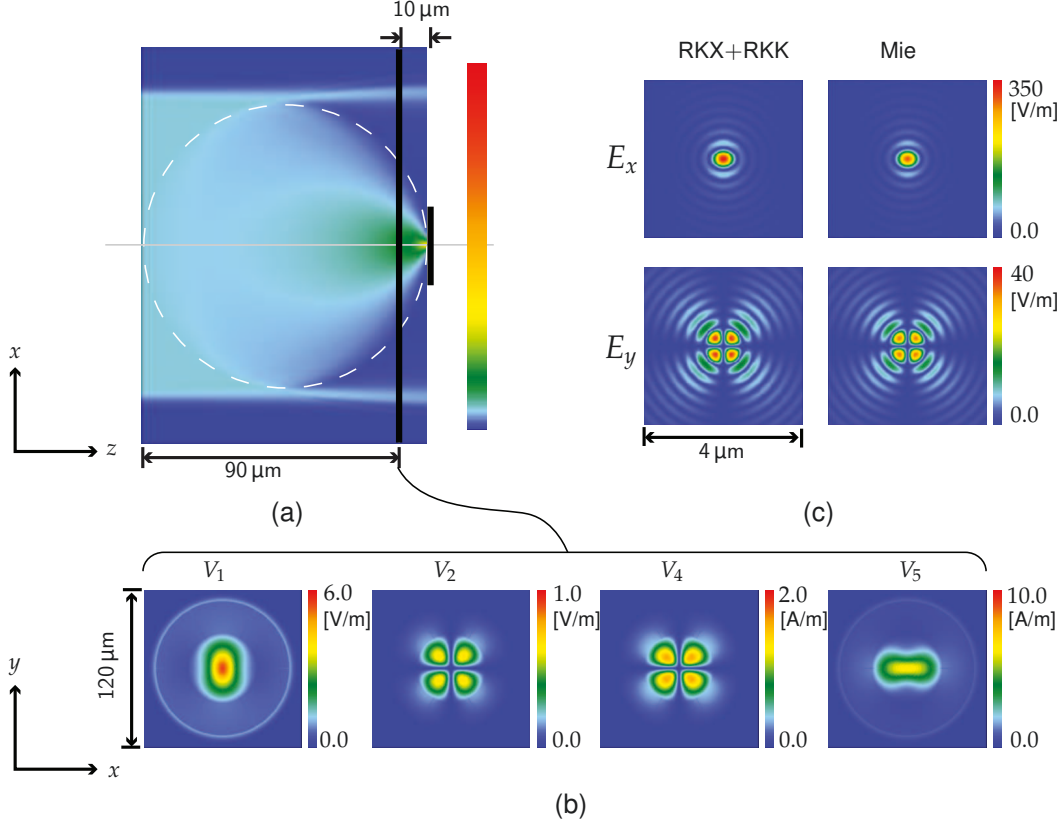 10 µm
x
z
90 µm
(a)
RKX+RKK
Mie
E_x
350
[V/m]
0.0
E_y
40
[V/m]
0.0
4 µm
(c)
V_1
V_2
V_4
V_5
y
x
120 µm
6.0
[V/m]
0.0
1.0
[V/m]
0.0
2.0
[A/m]
0.0
10.0
[A/m]
0.0
(b)